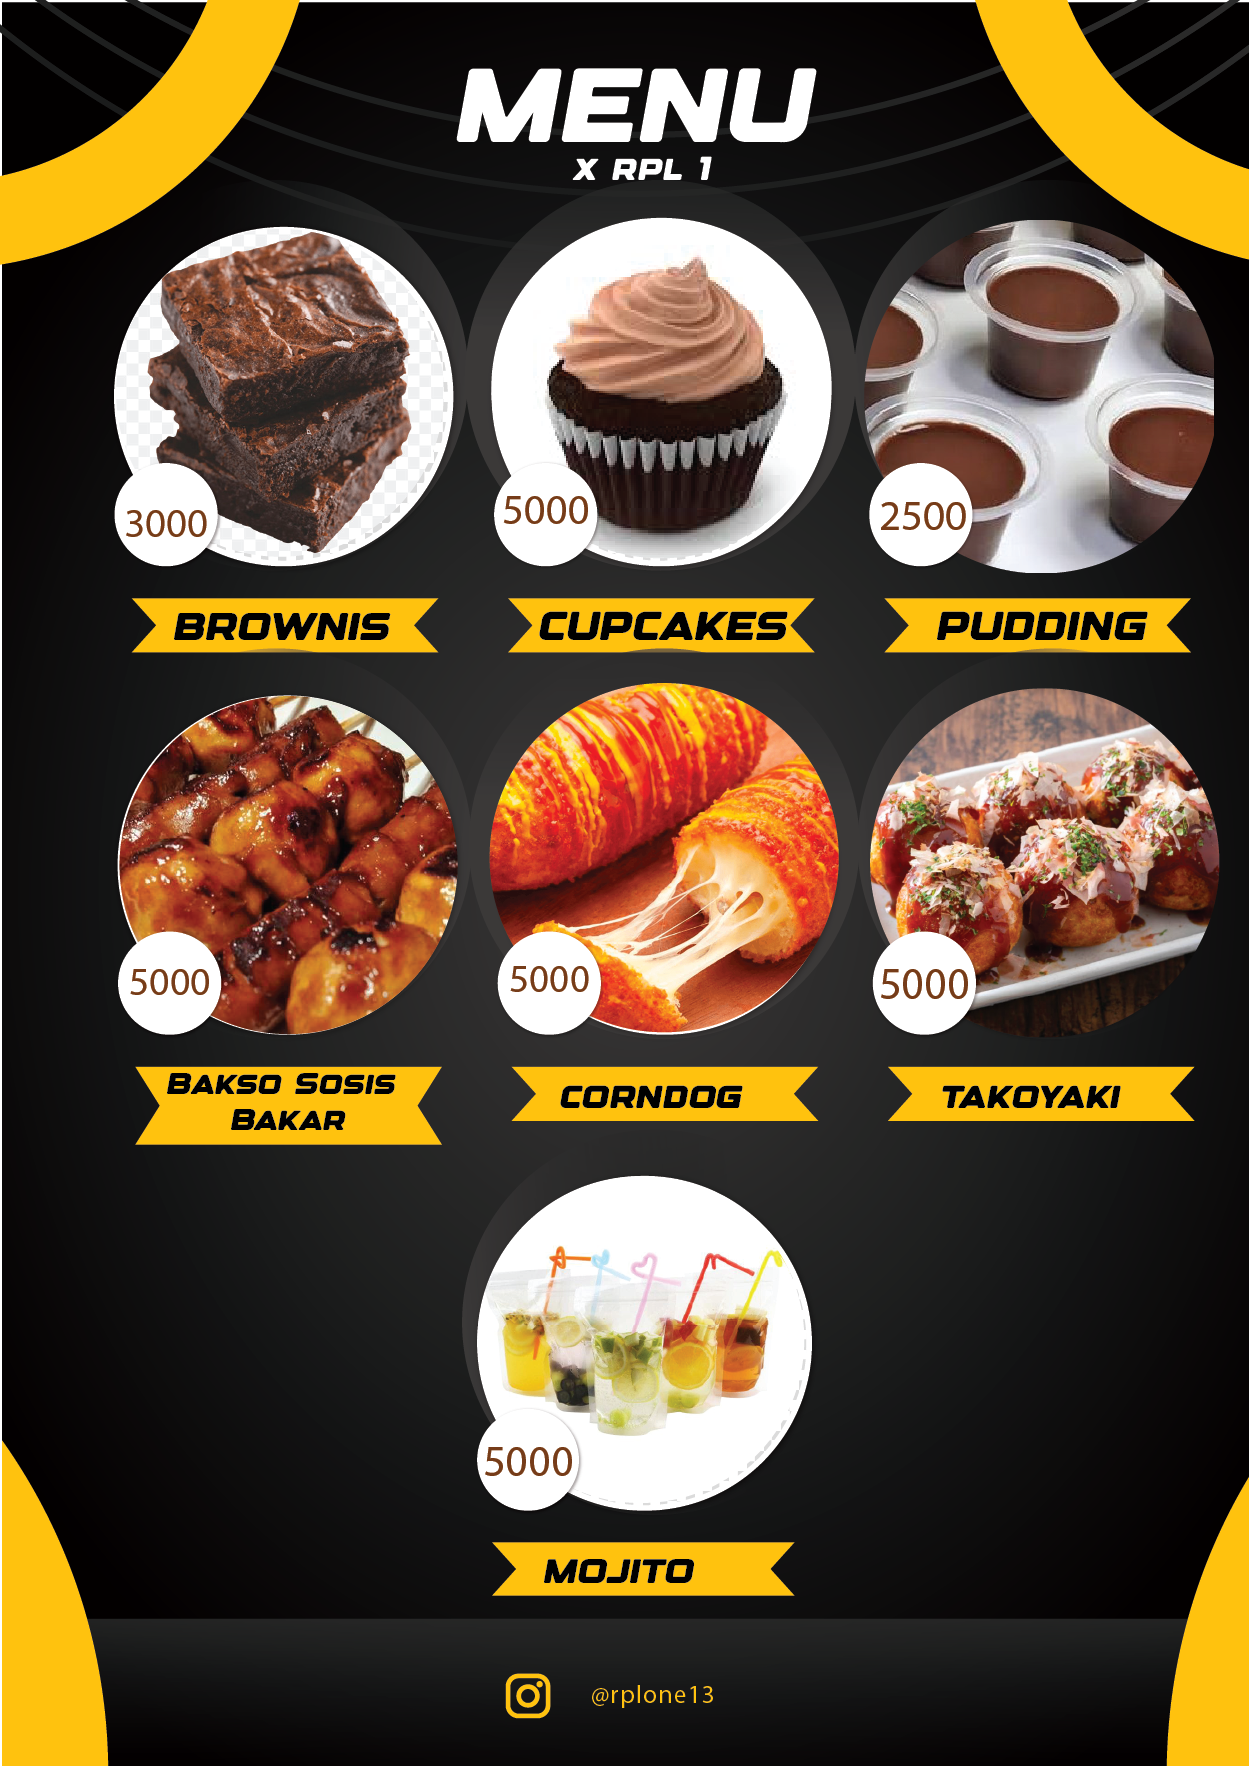 MENU
X RPL 1
3000
5000
2500
BROWNIS
CUPCAKES
PUDDING
5000
5000
5000
BAKSO SOSIS
BAKAR
CORNDOG
TAKOYAKI
5000
MOJITO
@rplone13